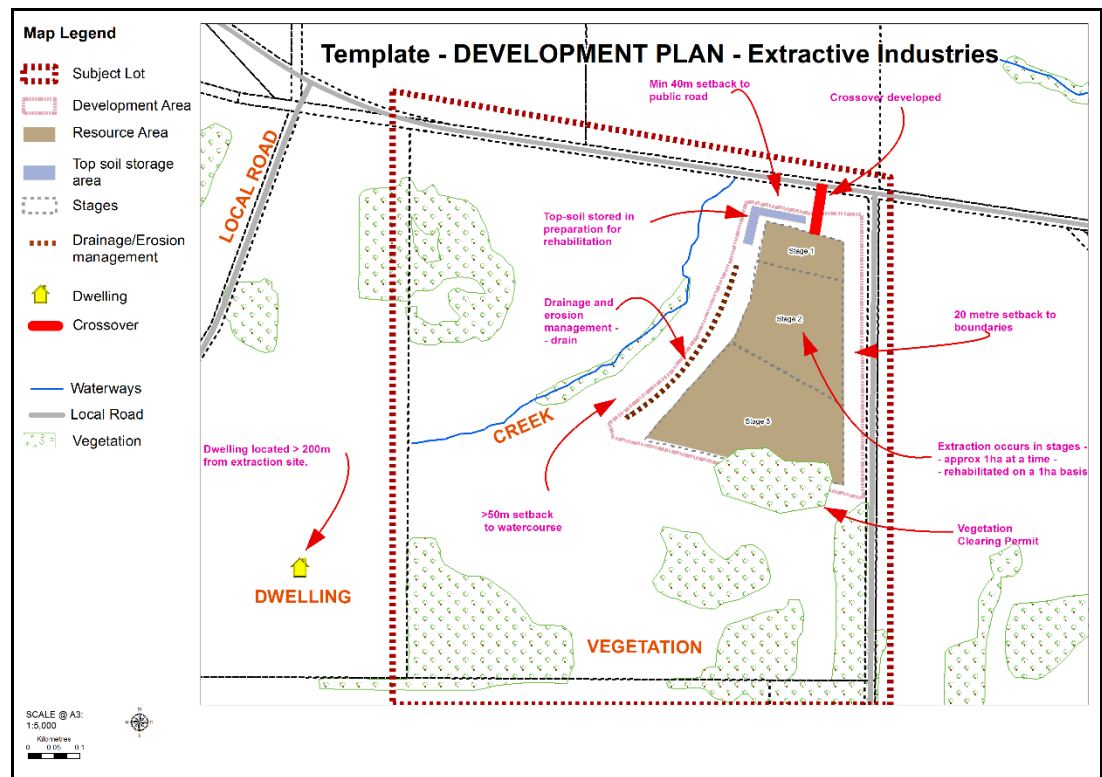 Template - DEVELOPMENT PLAN - Extractive Industries
Map Legend
Subject Lot
Development Area
Resource Area
Top soil storage
area
Stages
Drainage/Erosion
management
Dwelling
Crossover
Waterways
Local Road
Vegetation
SCALE @ A3:
1:5,000
Kilometres
0 0.05 0.1
N
LOCAL ROAD
Min 40m setback to
public road
Crossover developed
Top-soil stored in
preparation for
rehabilitation
Stage 1
Drainage and
erosion
management -
- drain
Stage 2
20 metre setback to
boundaries
CREEK
Stage 3
Dwelling located > 200m
from extraction site.
Extraction occurs in stages -
- approx 1ha at a time -
- rehabilitated on a 1ha basis
>50m setback
to watercourse
Vegetation
Clearing Permit
DWELLING
VEGETATION